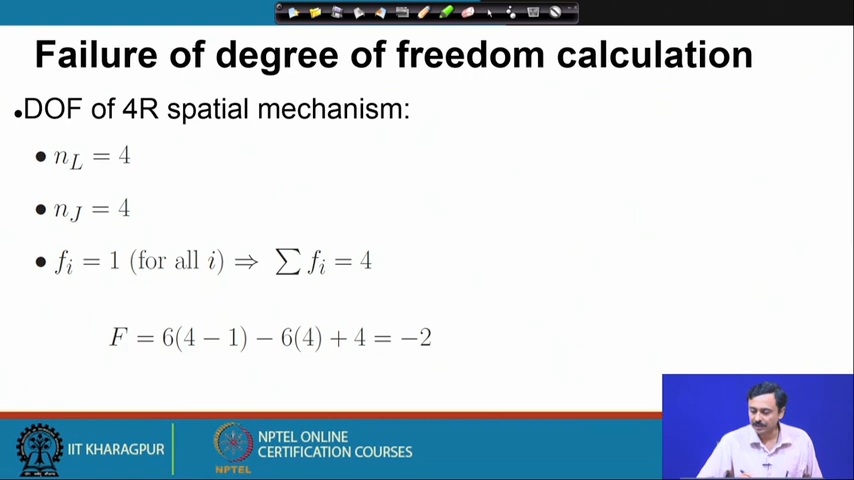 Failure of degree of freedom calculation
•DOF of 4R spatial mechanism:
• n_L = 4
• n_J = 4
• f_i = 1 (for all i) ⇒ ∑ f_i = 4
F = 6(4 − 1) − 6(4) + 4 = −2
IIT KHARAGPUR
NPTEL
NPTEL ONLINE
CERTIFICATION COURSES